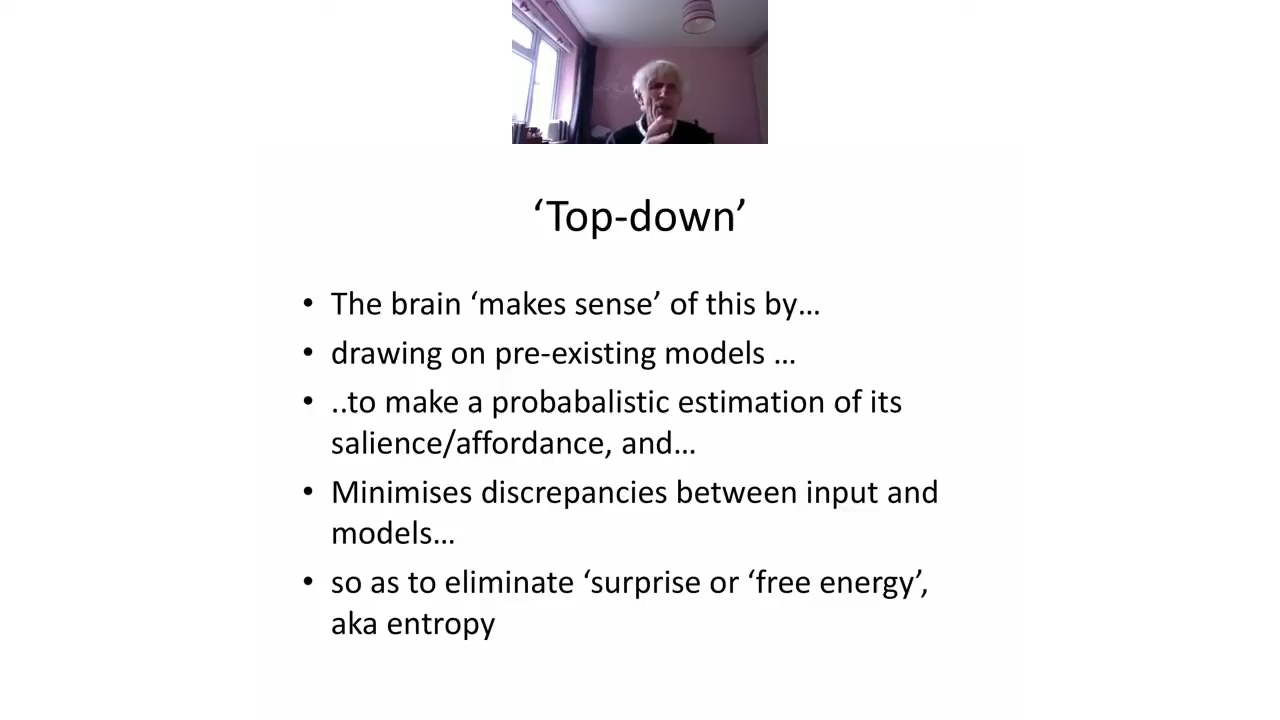 ‘Top-down’
• The brain ‘makes sense’ of this by…
• drawing on pre-existing models …
• ..to make a probabalistic estimation of its
salience/affordance, and…
• Minimises discrepancies between input and
models…
• so as to eliminate ‘surprise or ‘free energy’,
aka entropy